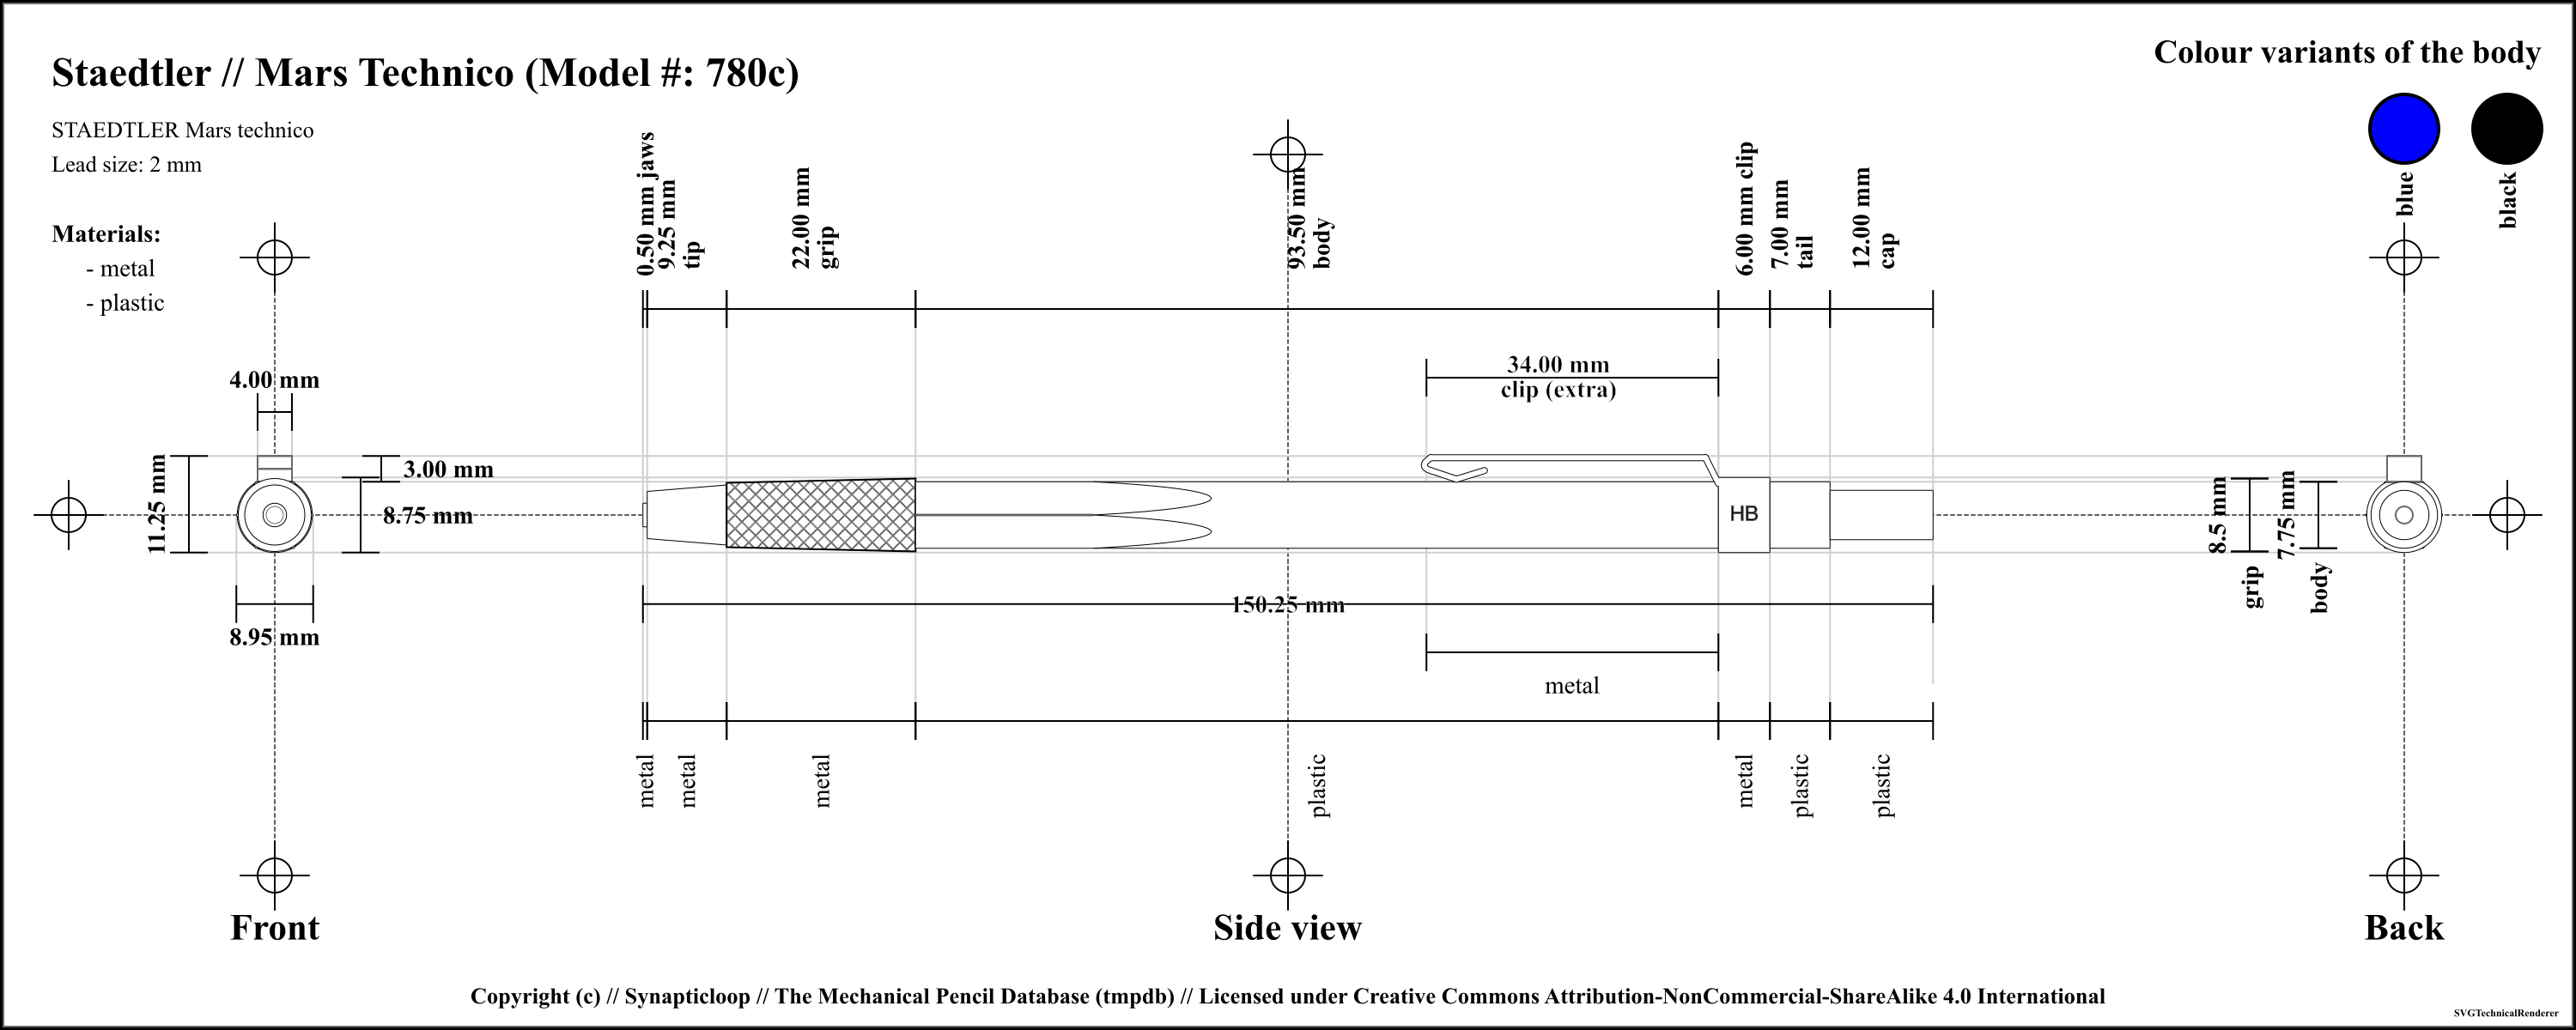 Staedtler // Mars Technico (Model #: 780c)
STAEDTLER Mars technico
Lead size: 2 mm
Materials:
- metal
- plastic
Colour variants of the body
blue
black
0.50 mm jaws
9.25 mm
tip
22.00 mm
grip
93.50 mm
body
6.00 mm clip
7.00 mm
tail
12.00 mm
cap
34.00 mm
clip (extra)
4.00 mm
11.25 mm
3.00 mm
8.75 mm
8.95 mm
HB
150.25 mm
8.5 mm
grip
7.75 mm
body
metal
metal
metal
metal
plastic
metal
plastic
plastic
Front
Side view
Back
Copyright (c) // Synapticloop // The Mechanical Pencil Database (tmpdb) // Licensed under Creative Commons Attribution-NonCommercial-ShareAlike 4.0 International
SVGTechnicalRenderer